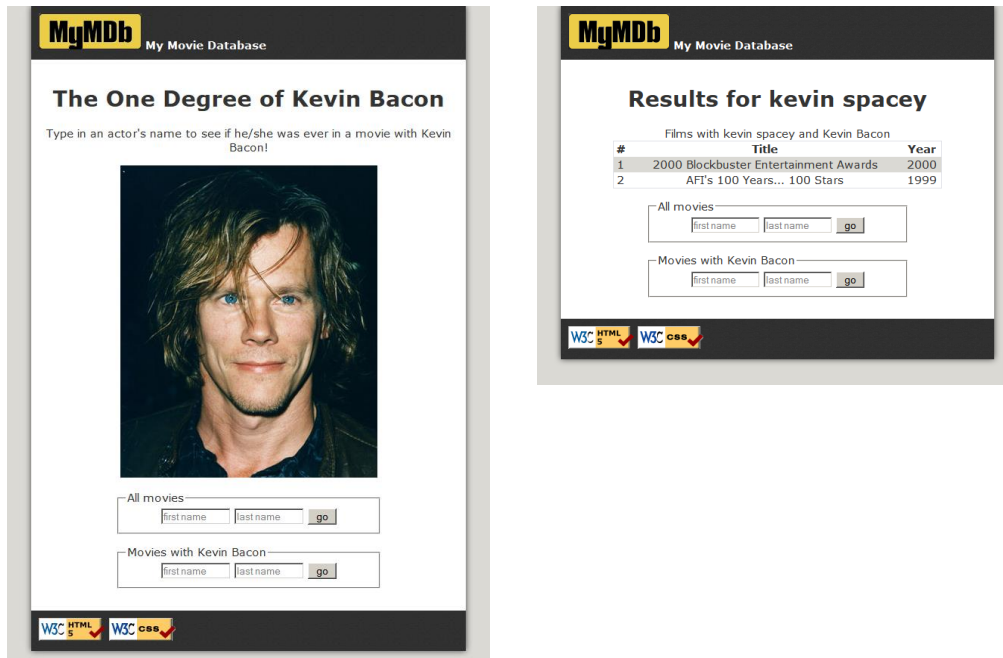 MyMDb My Movie Database
The One Degree of Kevin Bacon
Type in an actor's name to see if he/she was ever in a movie with Kevin
Bacon!
All movies
first name last name go
Movies with Kevin Bacon
first name last name go
W3C HTML 5 W3C css
MyMDb My Movie Database
Results for kevin spacey
Films with kevin spacey and Kevin Bacon
# Title Year
1 2000 Blockbuster Entertainment Awards 2000
2 AFI's 100 Years... 100 Stars 1999
All movies
first name last name go
Movies with Kevin Bacon
first name last name go
W3C HTML 5 W3C css